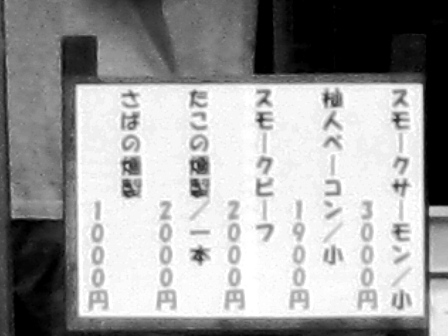 スモークサーモン/小
3000円
杣人ベーコン/小
1900円
スモークビーフ
2000円
たこの燻製/一本
2000円
さばの燻製
1000円